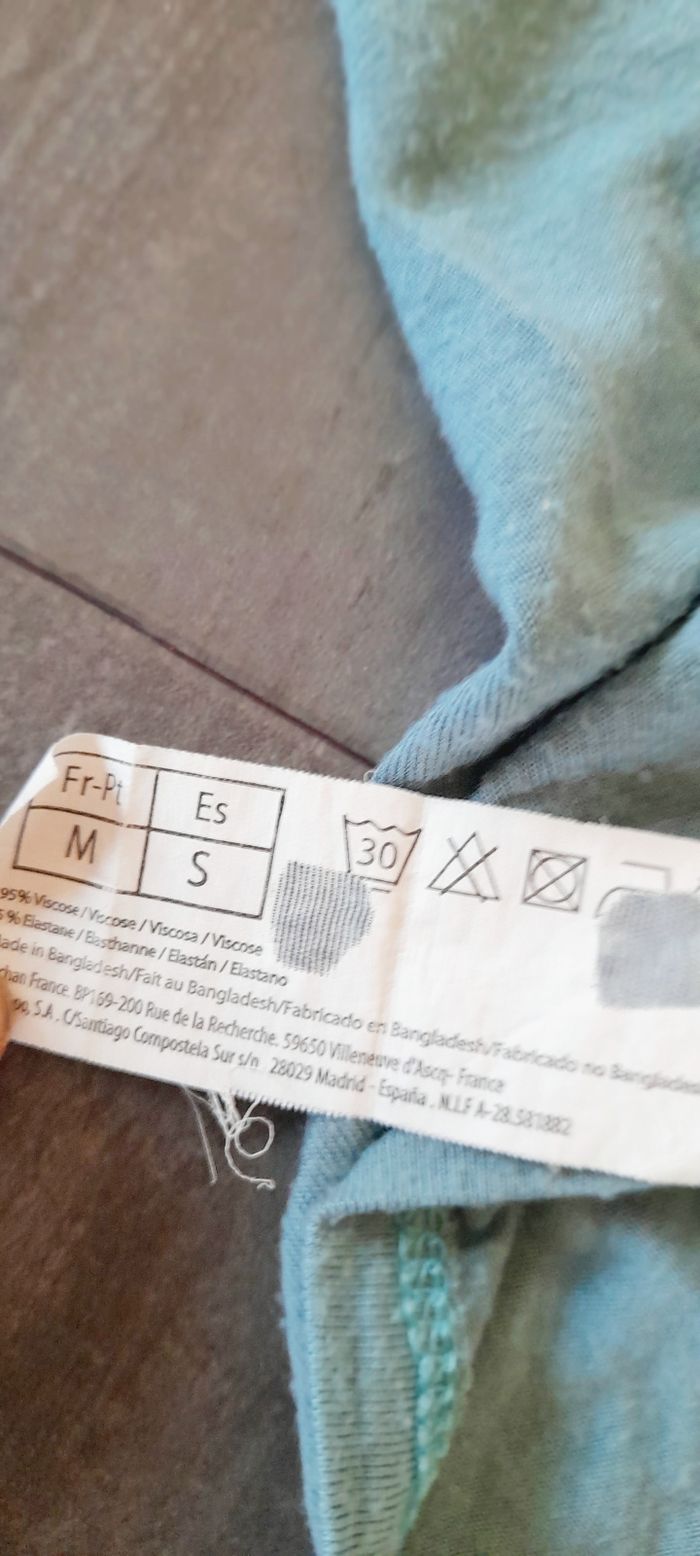 Fr-Pt Es
M S
30
95% Viscose / Viscose / Viscosa / Viscose
5 % Elastane / Elasthanne / Elastán / Elastano
Made in Bangladesh/Fait au Bangladesh/Fabricado en Bangladesh/Fabricado no Bangladesh
France. BP169-200 Rue de la Recherche. 59650 Villeneuve d'Ascq- France
S.A . C/Santiago Compostela Sur s/n 28029 Madrid - España . N.I.F A-28.581882